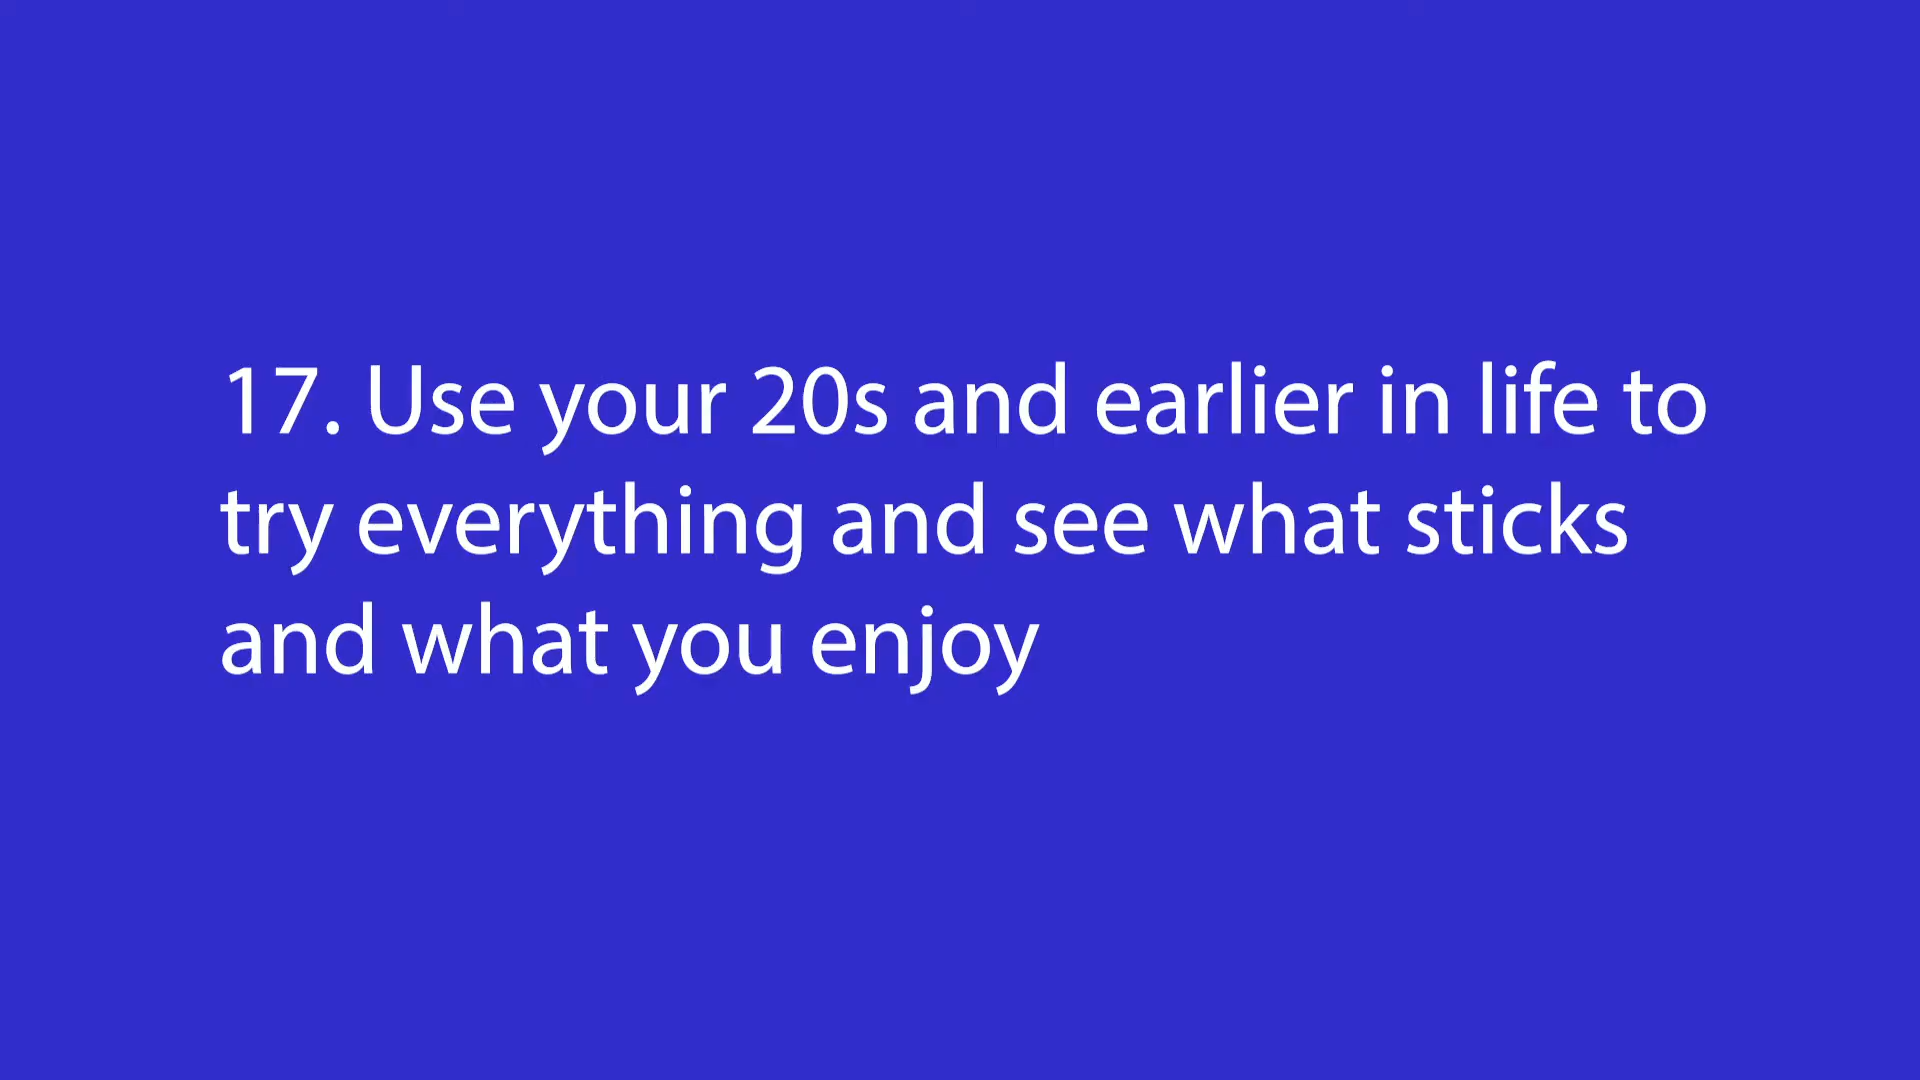 17. Use your 20s and earlier in life to
try everything and see what sticks
and what you enjoy